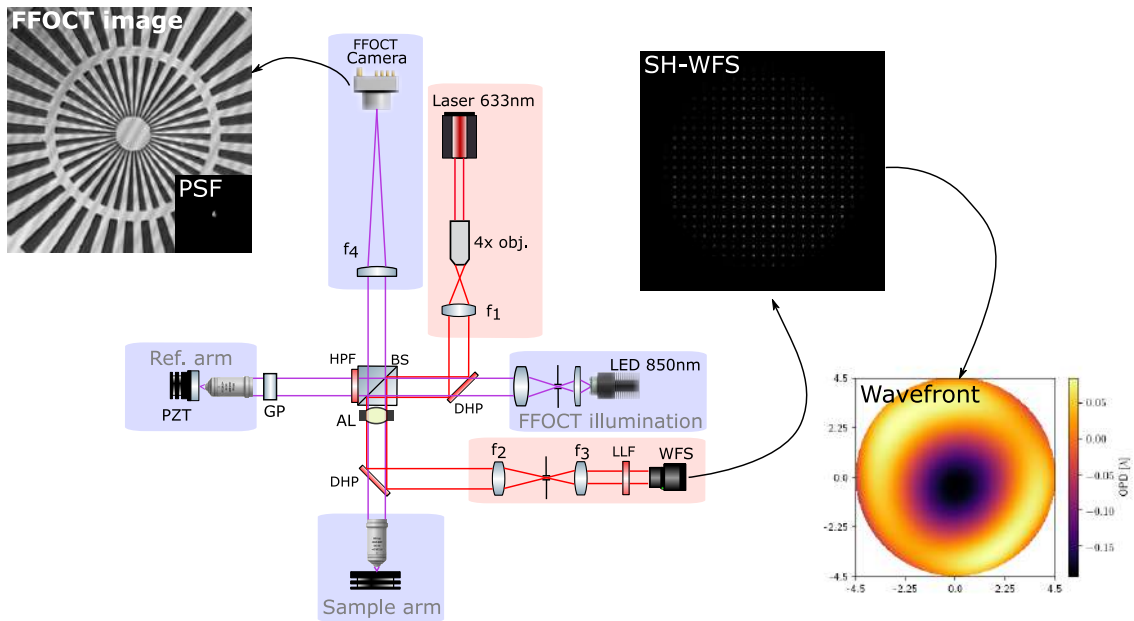 FFOCT image
PSF
FFOCT
Camera
Laser 633nm
4x obj.
f4
f1
Ref. arm
HPF
BS
LED 850nm
PZT
GP
AL
DHP
FFOCT illumination
f2
f3
LLF
WFS
DHP
Sample arm
SH-WFS
Wavefront
4.5
2.25
0.0
-2.25
-4.5
-4.5
-2.25
0.0
2.25
4.5
0.05
0.00
−0.05
−0.10
−0.15
OPD [λ]